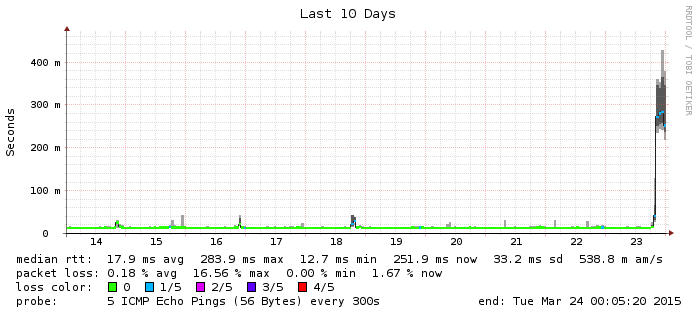 Last 10 Days
RRDTOOL / TOBI OETIKER
Seconds
400 m
300 m
200 m
100 m
0
14 15 16 17 18 19 20 21 22 23
median rtt: 17.9 ms avg 283.9 ms max 12.7 ms min 251.9 ms now 33.2 ms sd 538.8 m am/s
packet loss: 0.18 % avg 16.56 % max 0.00 % min 1.67 % now
loss color: 0 1/5 2/5 3/5 4/5
probe: 5 ICMP Echo Pings (56 Bytes) every 300s end: Tue Mar 24 00:05:20 2015